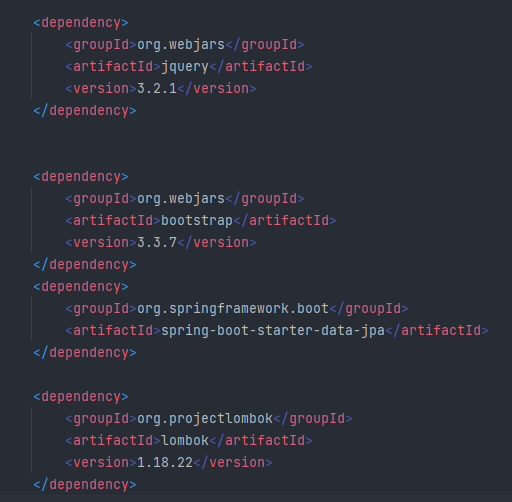 <dependency>
    <groupId>org.webjars</groupId>
    <artifactId>jquery</artifactId>
    <version>3.2.1</version>
</dependency>
<dependency>
    <groupId>org.webjars</groupId>
    <artifactId>bootstrap</artifactId>
    <version>3.3.7</version>
</dependency>
<dependency>
    <groupId>org.springframework.boot</groupId>
    <artifactId>spring-boot-starter-data-jpa</artifactId>
</dependency>
<dependency>
    <groupId>org.projectlombok</groupId>
    <artifactId>lombok</artifactId>
    <version>1.18.22</version>
</dependency>